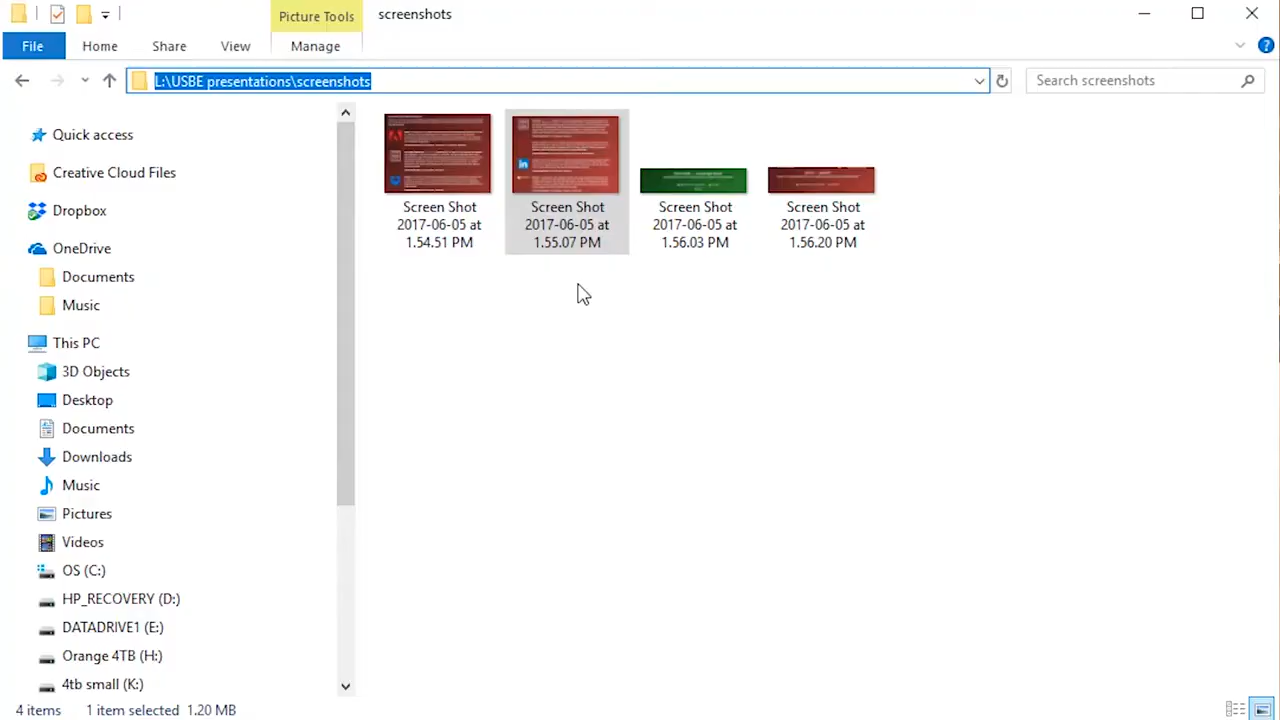 Picture Tools
screenshots
File
Home
Share
View
Manage
L:\USBE presentations\screenshots
Search screenshots
Quick access
Creative Cloud Files
Dropbox
OneDrive
Documents
Music
This PC
3D Objects
Desktop
Documents
Downloads
Music
Pictures
Videos
OS (C:)
HP_RECOVERY (D:)
DATADRIVE1 (E:)
Orange 4TB (H:)
4tb small (K:)
Screen Shot
2017-06-05 at
1.54.51 PM
Screen Shot
2017-06-05 at
1.55.07 PM
Screen Shot
2017-06-05 at
1.56.03 PM
Screen Shot
2017-06-05 at
1.56.20 PM
4 items
1 item selected 1.20 MB